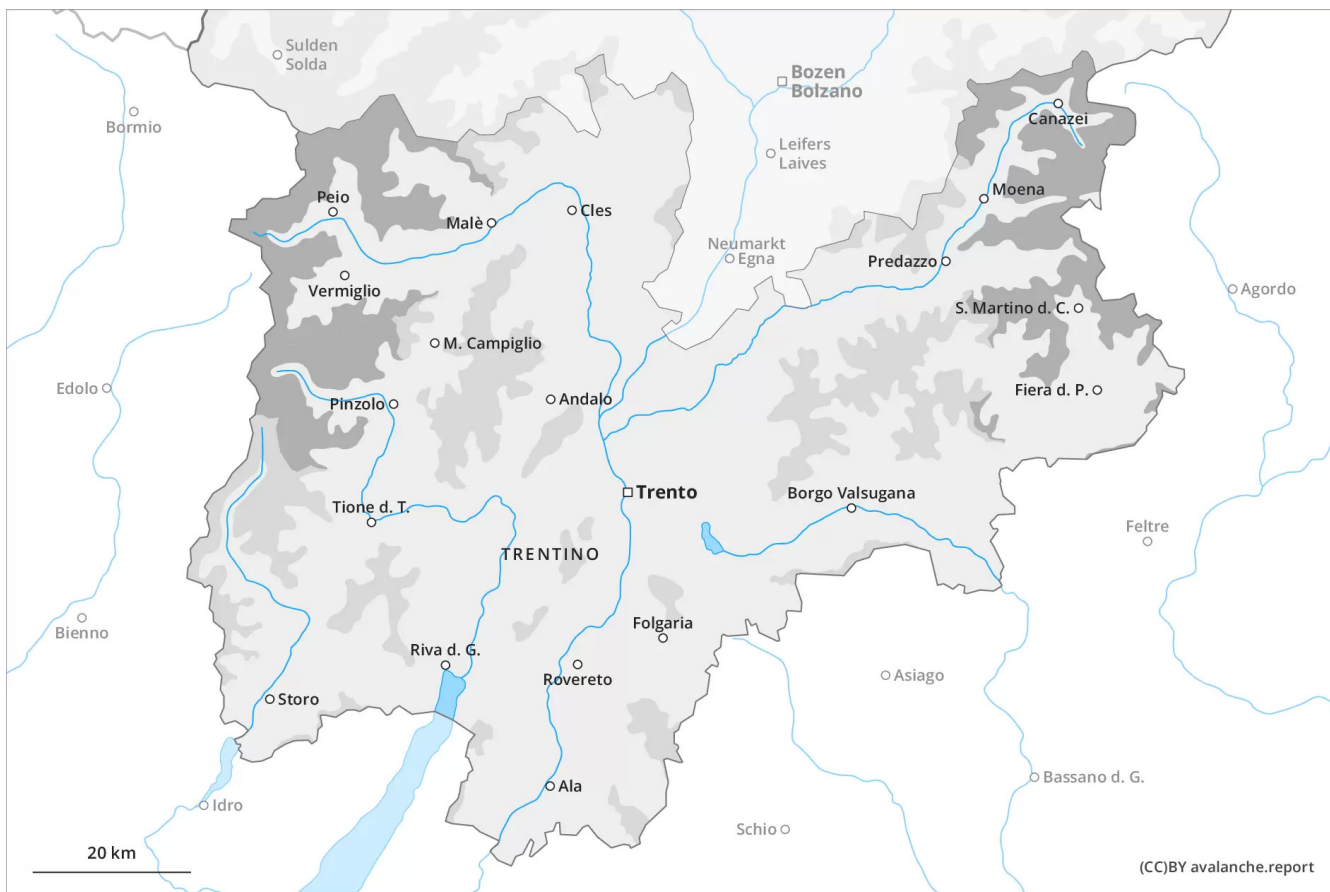 Sulden
Solda
Bozen
Bolzano
Bormio
Canazei
Leifers
Laives
Peio
Moena
Malè
Cles
Neumarkt
Egna
Predazzo
Vermiglio
Agordo
S. Martino d. C.
M. Campiglio
Edolo
Pinzolo
Andalo
Fiera d. P.
Trento
Borgo Valsugana
Tione d. T.
Feltre
TRENTINO
Bienno
Folgaria
Riva d. G.
Rovereto
Asiago
Storo
Bassano d. G.
Ala
Idro
Schio
20 km
(CC)BY avalanche.report